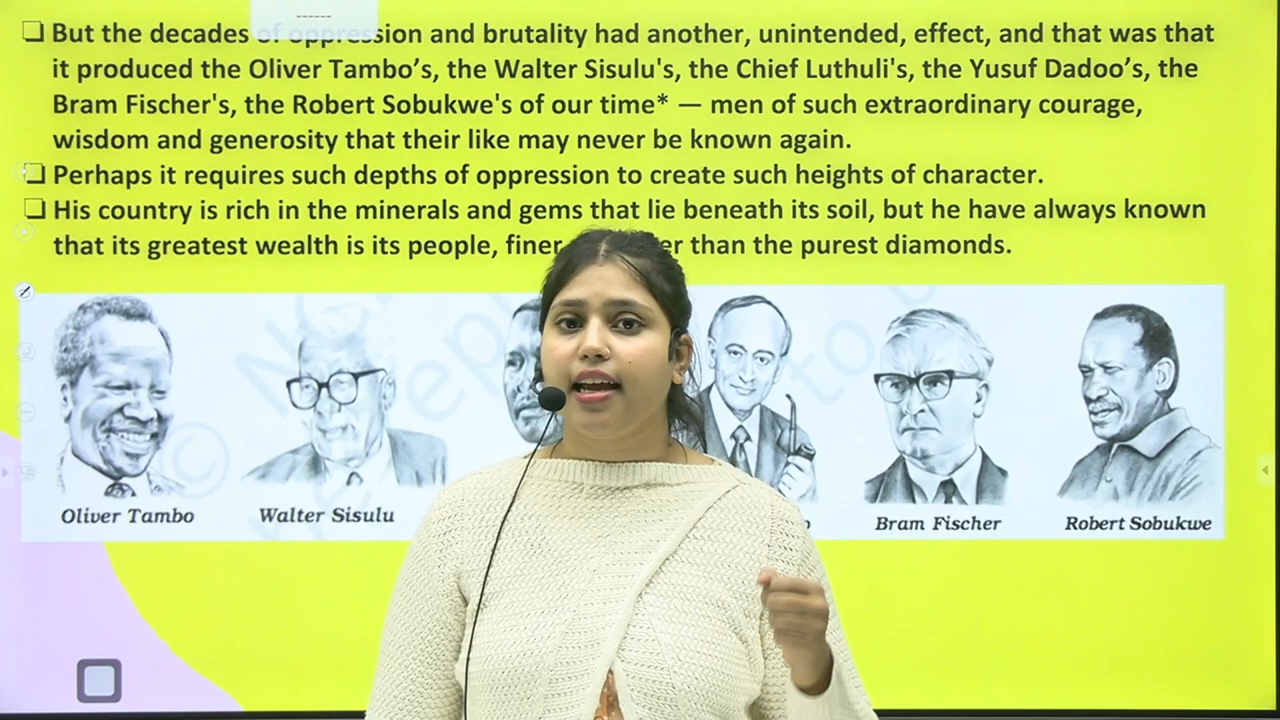 ❑ But the decades of oppression and brutality had another, unintended, effect, and that was that
it produced the Oliver Tambo’s, the Walter Sisulu's, the Chief Luthuli's, the Yusuf Dadoo’s, the
Bram Fischer's, the Robert Sobukwe's of our time* — men of such extraordinary courage,
wisdom and generosity that their like may never be known again.
❑ Perhaps it requires such depths of oppression to create such heights of character.
❑ His country is rich in the minerals and gems that lie beneath its soil, but he have always known
that its greatest wealth is its people, finer than the purest diamonds.
Oliver Tambo
Walter Sisulu
Bram Fischer
Robert Sobukwe